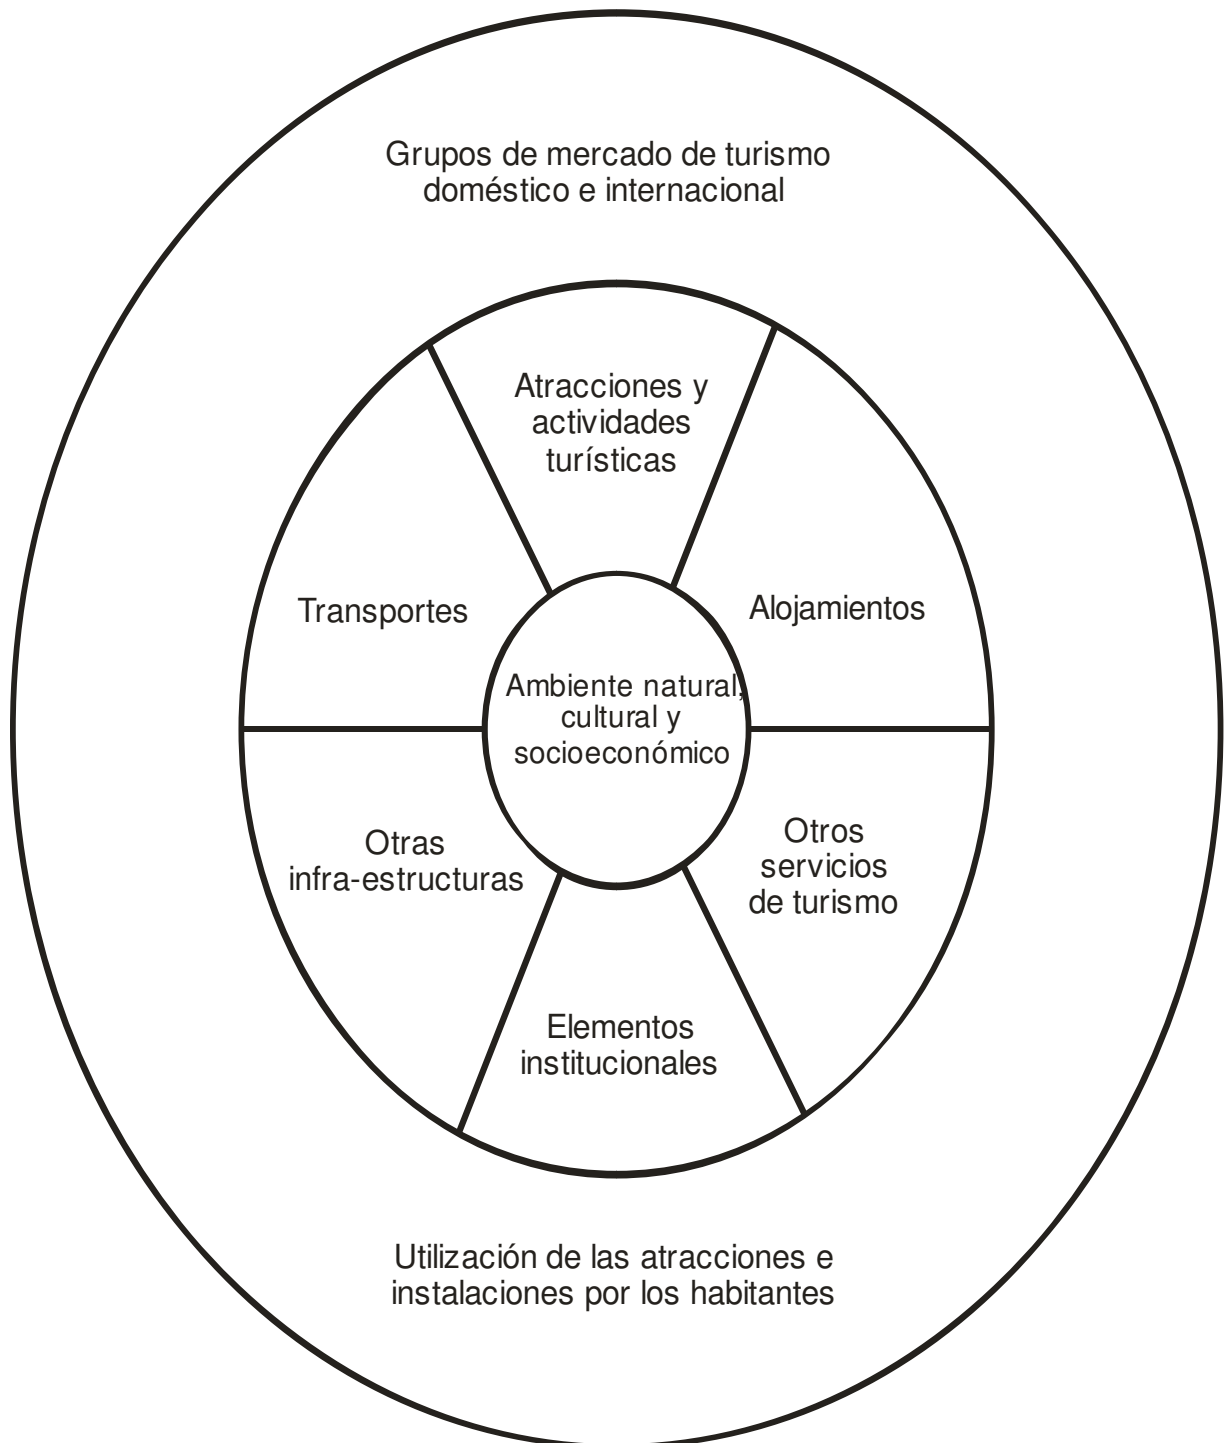 Grupos de mercado de turismo
doméstico e internacional
Atracciones y
actividades
turísticas
Transportes
Alojamientos
Ambiente natural,
cultural y
socioeconómico
Otras
infra-estructuras
Otros
servicios
de turismo
Elementos
institucionales
Utilización de las atracciones e
instalaciones por los habitantes